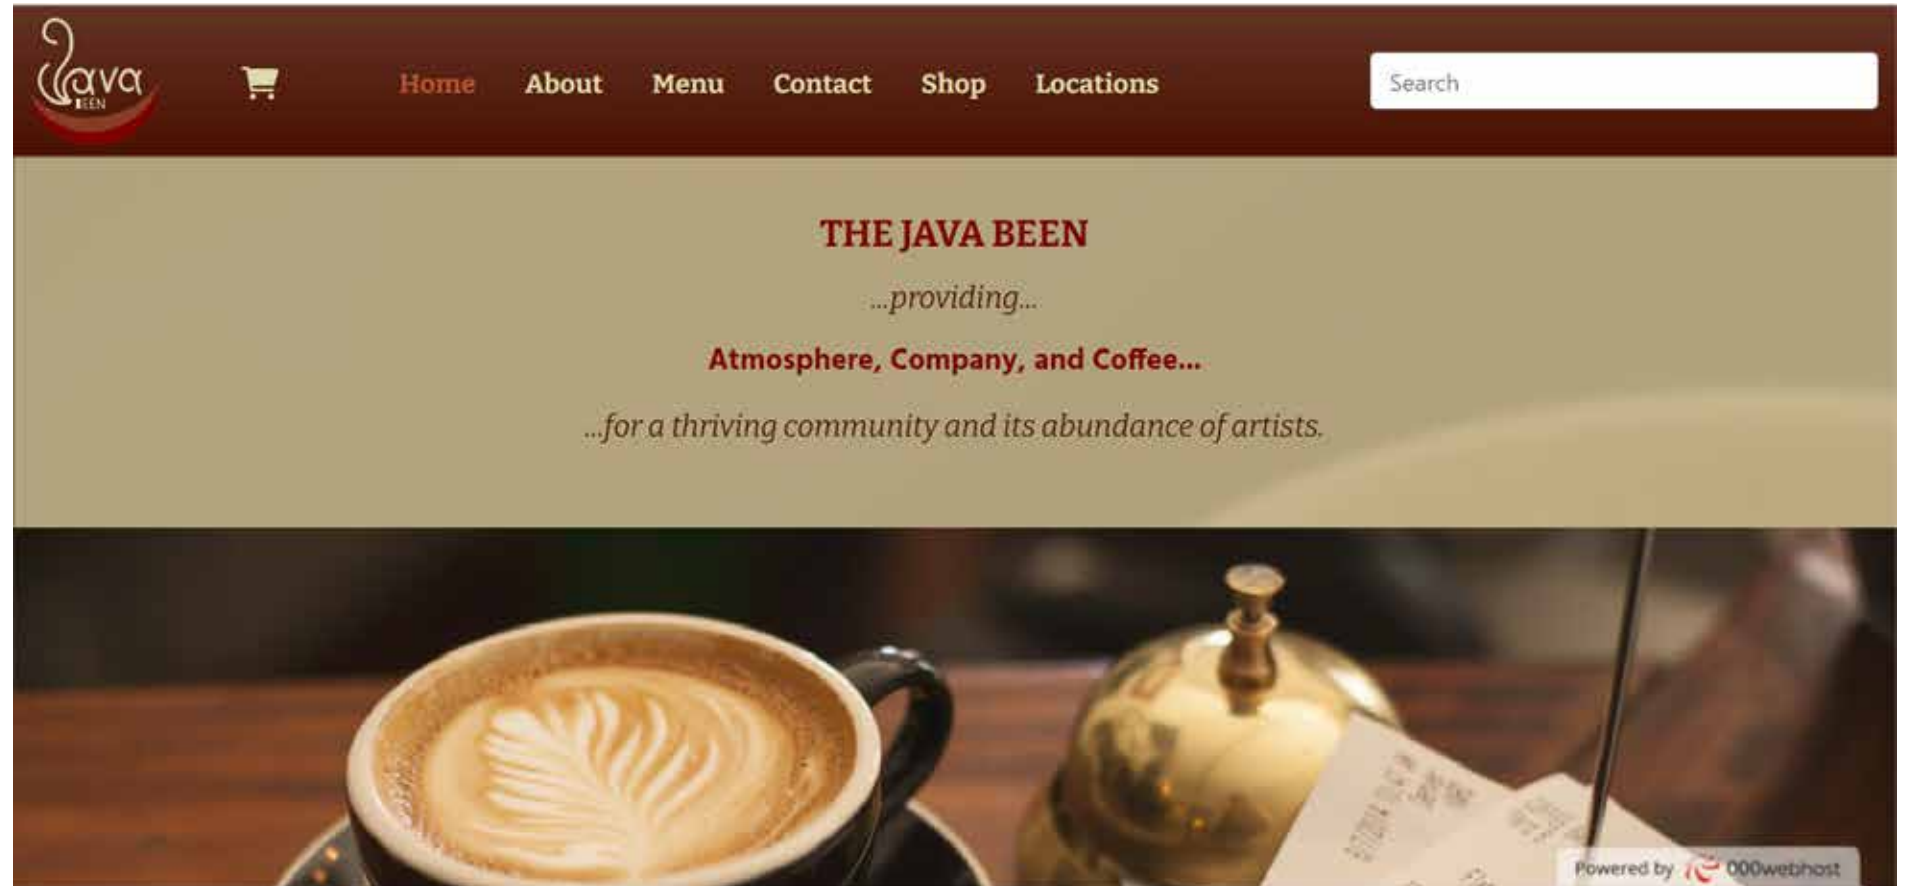 Java
BEEN
Home About Menu Contact Shop Locations
Search
THE JAVA BEEN
...providing...
Atmosphere, Company, and Coffee...
...for a thriving community and its abundance of artists.
Powered by 000webhost